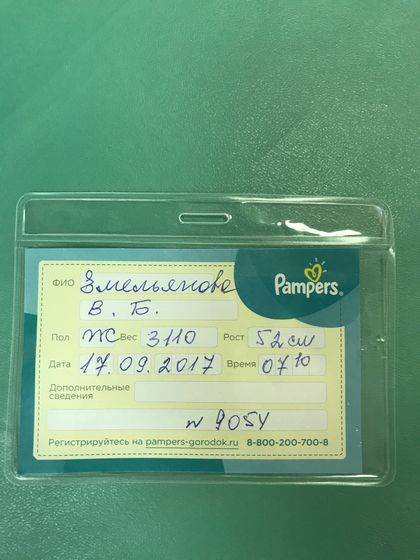 ФИО Емельянова
Pampers®
В. Б.
Пол Ж Вес 3110 Рост 52 см
Дата 17.09.2017 Время 07 10
Дополнительные
сведения
N 9054
Регистрируйтесь на pampers-gorodok.ru 8-800-200-700-8